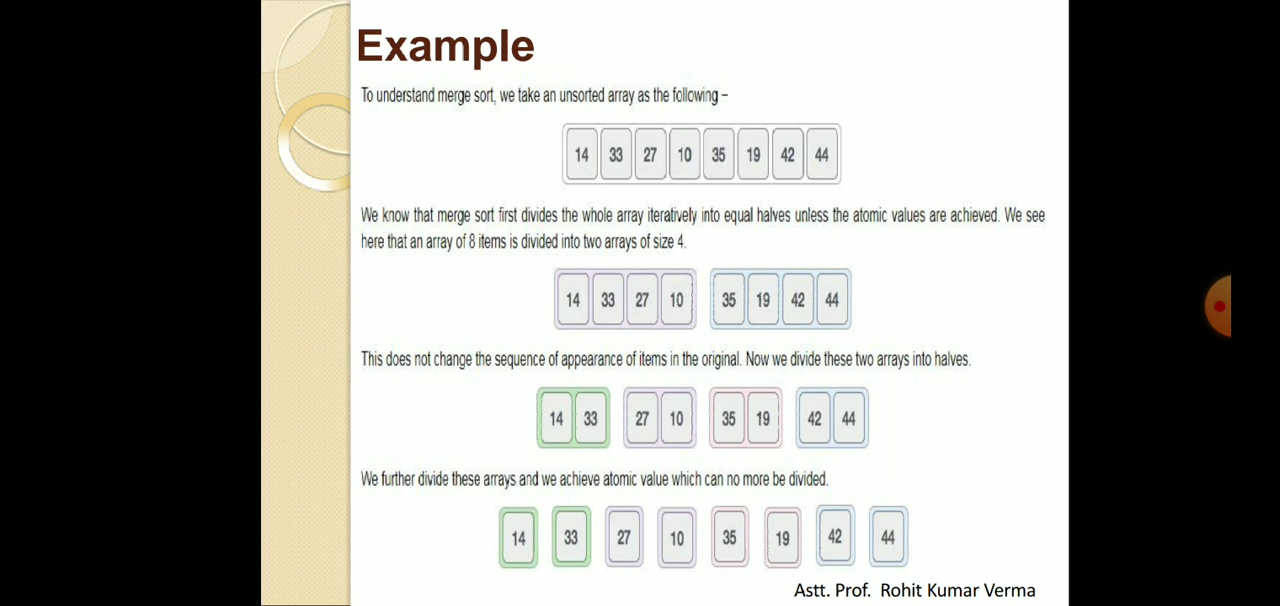 Example
To understand merge sort, we take an unsorted array as the following –
14 33 27 10 35 19 42 44
We know that merge sort first divides the whole array iteratively into equal halves unless the atomic values are achieved. We see
here that an array of 8 items is divided into two arrays of size 4.
14 33 27 10 35 19 42 44
This does not change the sequence of appearance of items in the original. Now we divide these two arrays into halves.
14 33 27 10 35 19 42 44
We further divide these arrays and we achieve atomic value which can no more be divided.
14 33 27 10 35 19 42 44
Astt. Prof. Rohit Kumar Verma